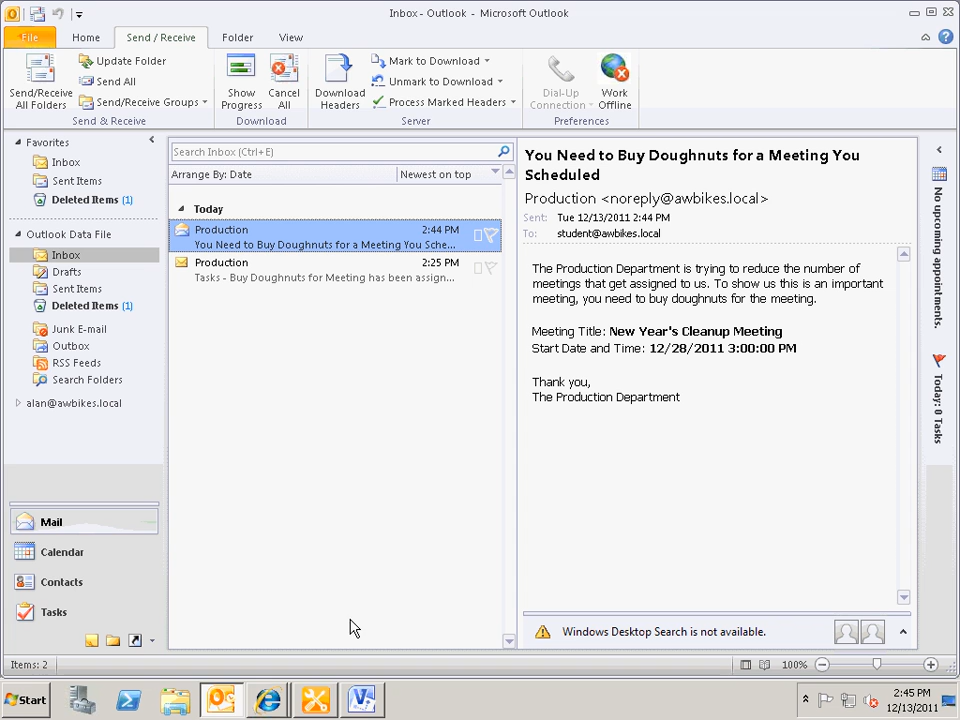 Inbox - Outlook - Microsoft Outlook
File Home Send / Receive Folder View
Send/Receive All Folders
Update Folder
Send All
Send/Receive Groups
Send & Receive
Show Progress
Cancel All
Download
Download Headers
Mark to Download
Unmark to Download
Process Marked Headers
Server
Dial-Up Connection
Work Offline
Preferences
Favorites
Inbox
Sent Items
Deleted Items (1)
Outlook Data File
Inbox
Drafts
Sent Items
Deleted Items (1)
Junk E-mail
Outbox
RSS Feeds
Search Folders
alan@awbikes.local
Mail
Calendar
Contacts
Tasks
Search Inbox (Ctrl+E)
Arrange By: Date Newest on top
Today
Production 2:44 PM
You Need to Buy Doughnuts for a Meeting You Sche...
Production 2:25 PM
Tasks - Buy Doughnuts for Meeting has been assign...
You Need to Buy Doughnuts for a Meeting You
Scheduled
Production <noreply@awbikes.local>
Sent: Tue 12/13/2011 2:44 PM
To: student@awbikes.local
The Production Department is trying to reduce the number of
meetings that get assigned to us. To show us this is an important
meeting, you need to buy doughnuts for the meeting.
Meeting Title: New Year's Cleanup Meeting
Start Date and Time: 12/28/2011 3:00:00 PM
Thank you,
The Production Department
Windows Desktop Search is not available.
No upcoming appointments.
Today: 0 Tasks
Items: 2
100%
Start
2:45 PM
12/13/2011